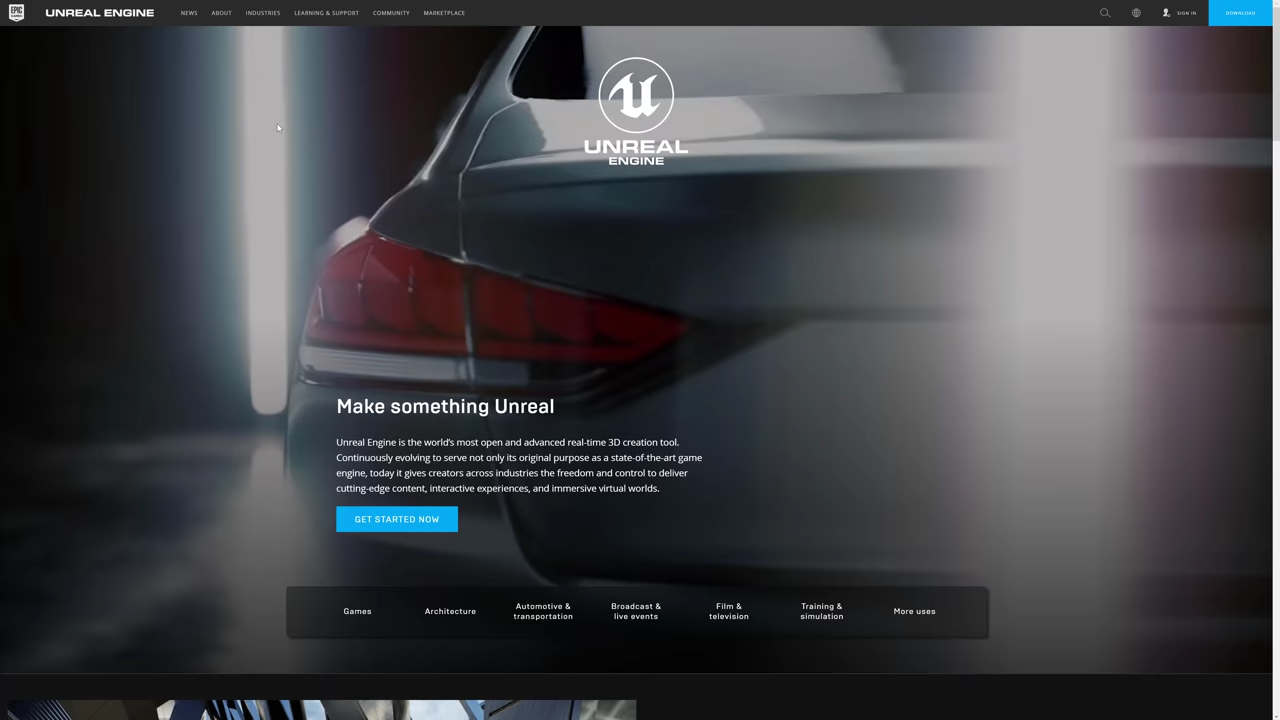 EPIC GAMES
UNREAL ENGINE
NEWS
ABOUT
INDUSTRIES
LEARNING & SUPPORT
COMMUNITY
MARKETPLACE
SIGN IN
DOWNLOAD
UNREAL
ENGINE
Make something Unreal
Unreal Engine is the world’s most open and advanced real-time 3D creation tool.
Continuously evolving to serve not only its original purpose as a state-of-the-art game
engine, today it gives creators across industries the freedom and control to deliver
cutting-edge content, interactive experiences, and immersive virtual worlds.
GET STARTED NOW
Games
Architecture
Automotive &
transportation
Broadcast &
live events
Film &
television
Training &
simulation
More uses